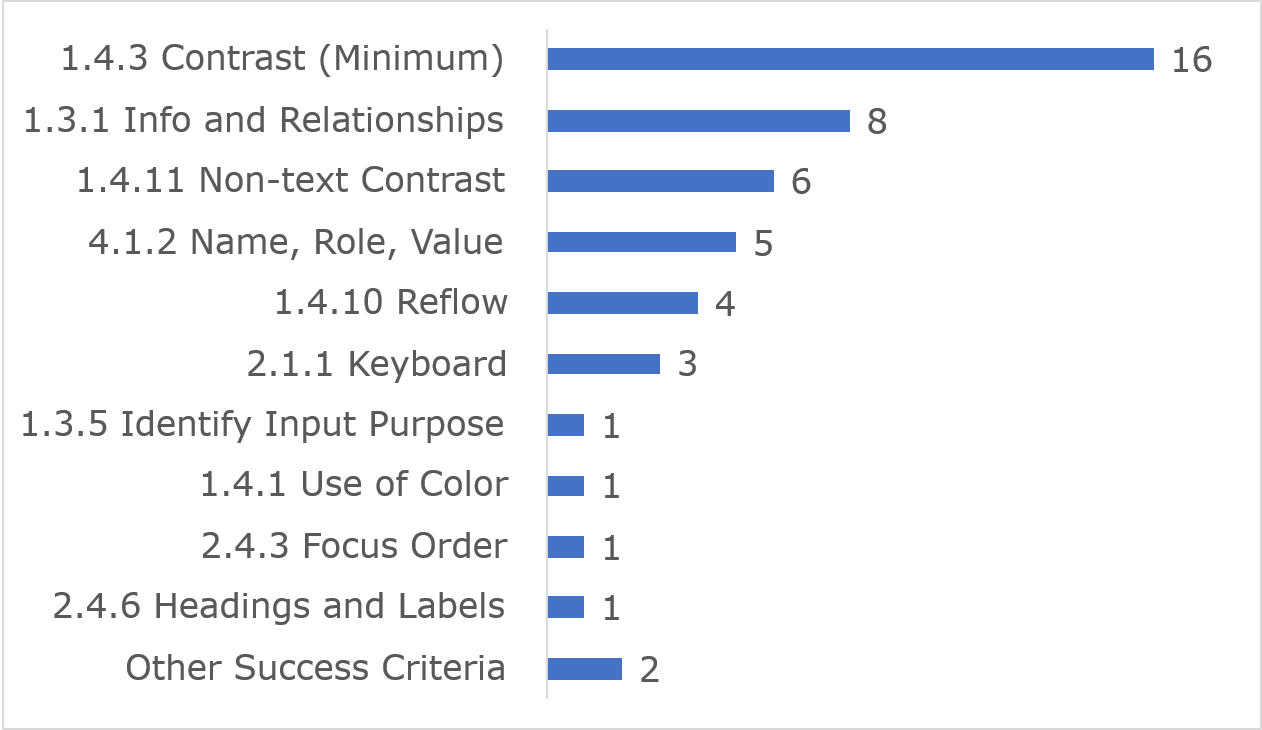 1.4.3 Contrast (Minimum) 16
1.3.1 Info and Relationships 8
1.4.11 Non-text Contrast 6
4.1.2 Name, Role, Value 5
1.4.10 Reflow 4
2.1.1 Keyboard 3
1.3.5 Identify Input Purpose 1
1.4.1 Use of Color 1
2.4.3 Focus Order 1
2.4.6 Headings and Labels 1
Other Success Criteria 2